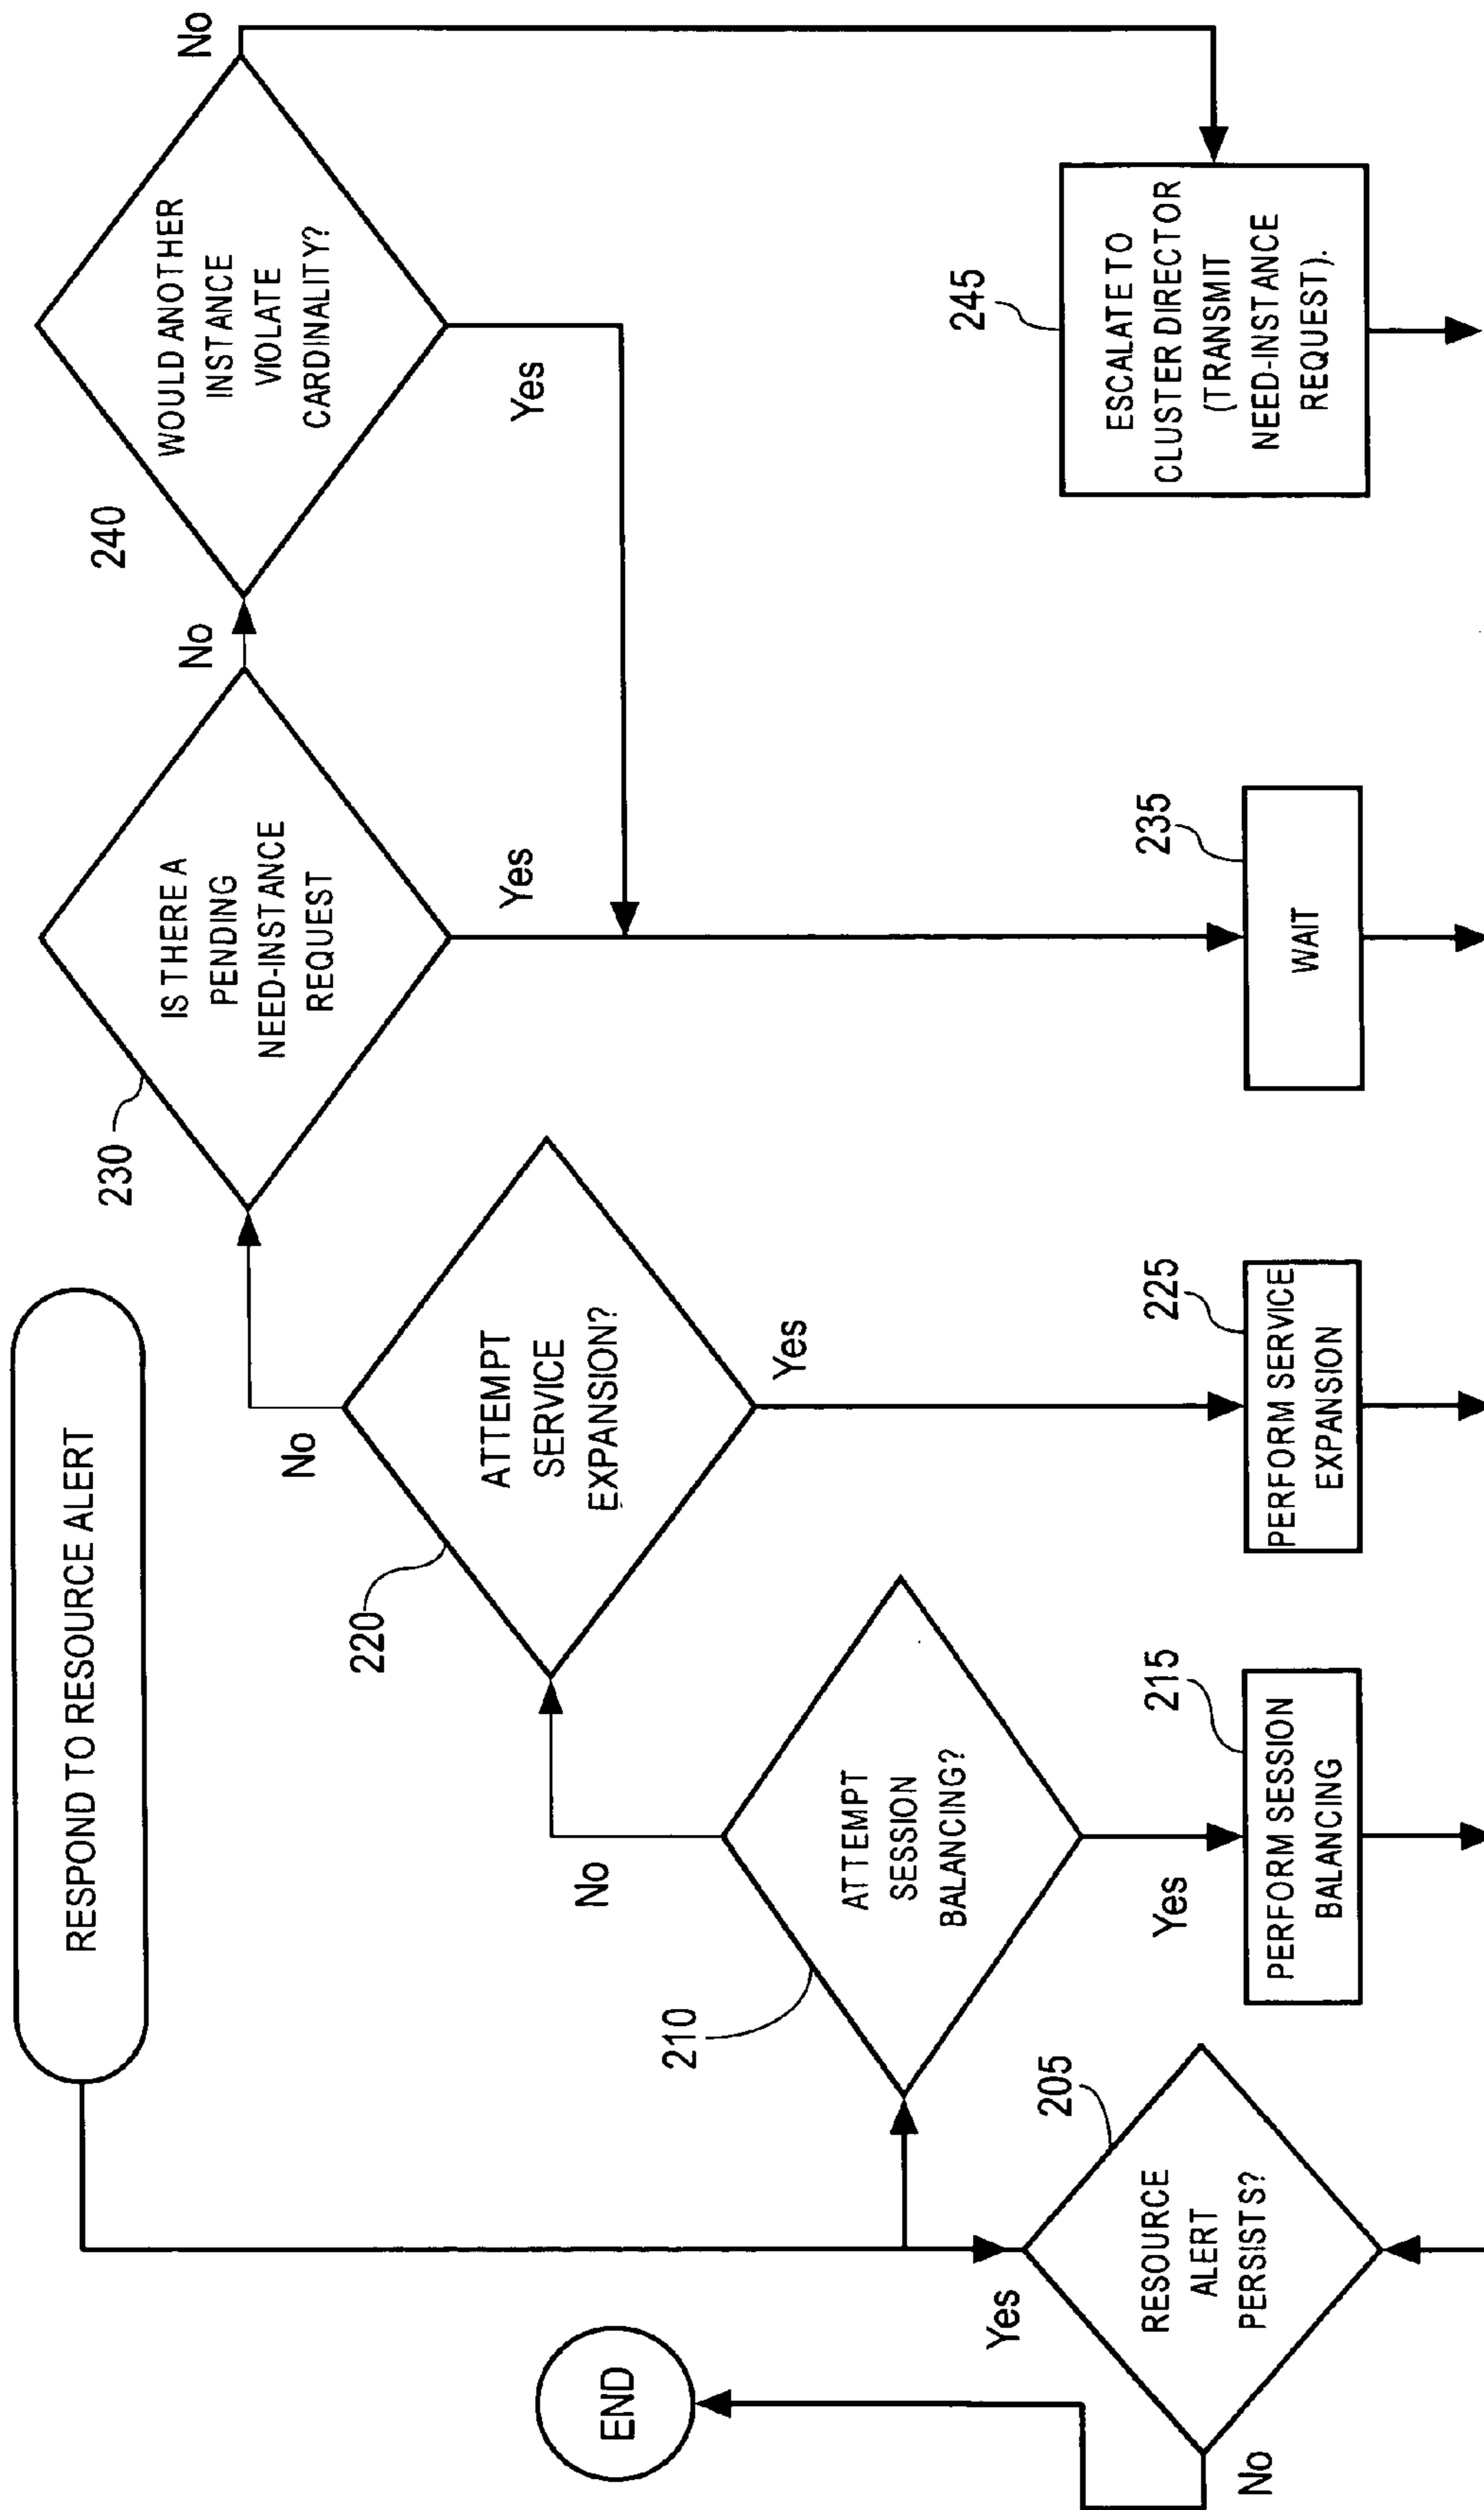 RESPOND TO RESOURCE ALERT
END
Yes
RESOURCE
ALERT
PERSISTS?
205
No
210
ATTEMPT
SESSION
BALANCING?
No
Yes
215
PERFORM SESSION
BALANCING
220
ATTEMPT
SERVICE
EXPANSION?
No
Yes
225
PERFORM SERVICE
EXPANSION
230
IS THERE A
PENDING
NEED-INSTANCE
REQUEST
No
Yes
235
WAIT
240
WOULD ANOTHER
INSTANCE
VIOLATE
CARDINALITY?
No
Yes
245
ESCALATE TO
CLUSTER DIRECTOR
(TRANSMIT
NEED-INSTANCE
REQUEST).